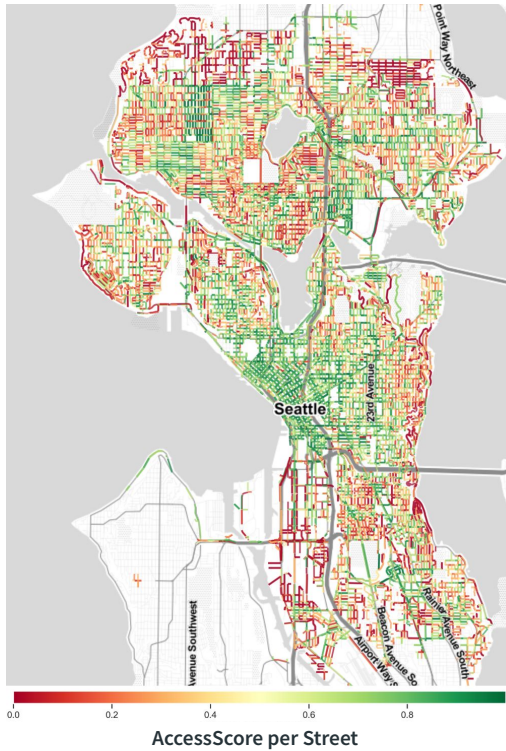 Point Way Northeast
23rd Avenue
Seattle
Avenue Southwest
Beacon Avenue So
Rainier Avenue South
Airport Way S
0.0 0.2 0.4 0.6 0.8
AccessScore per Street